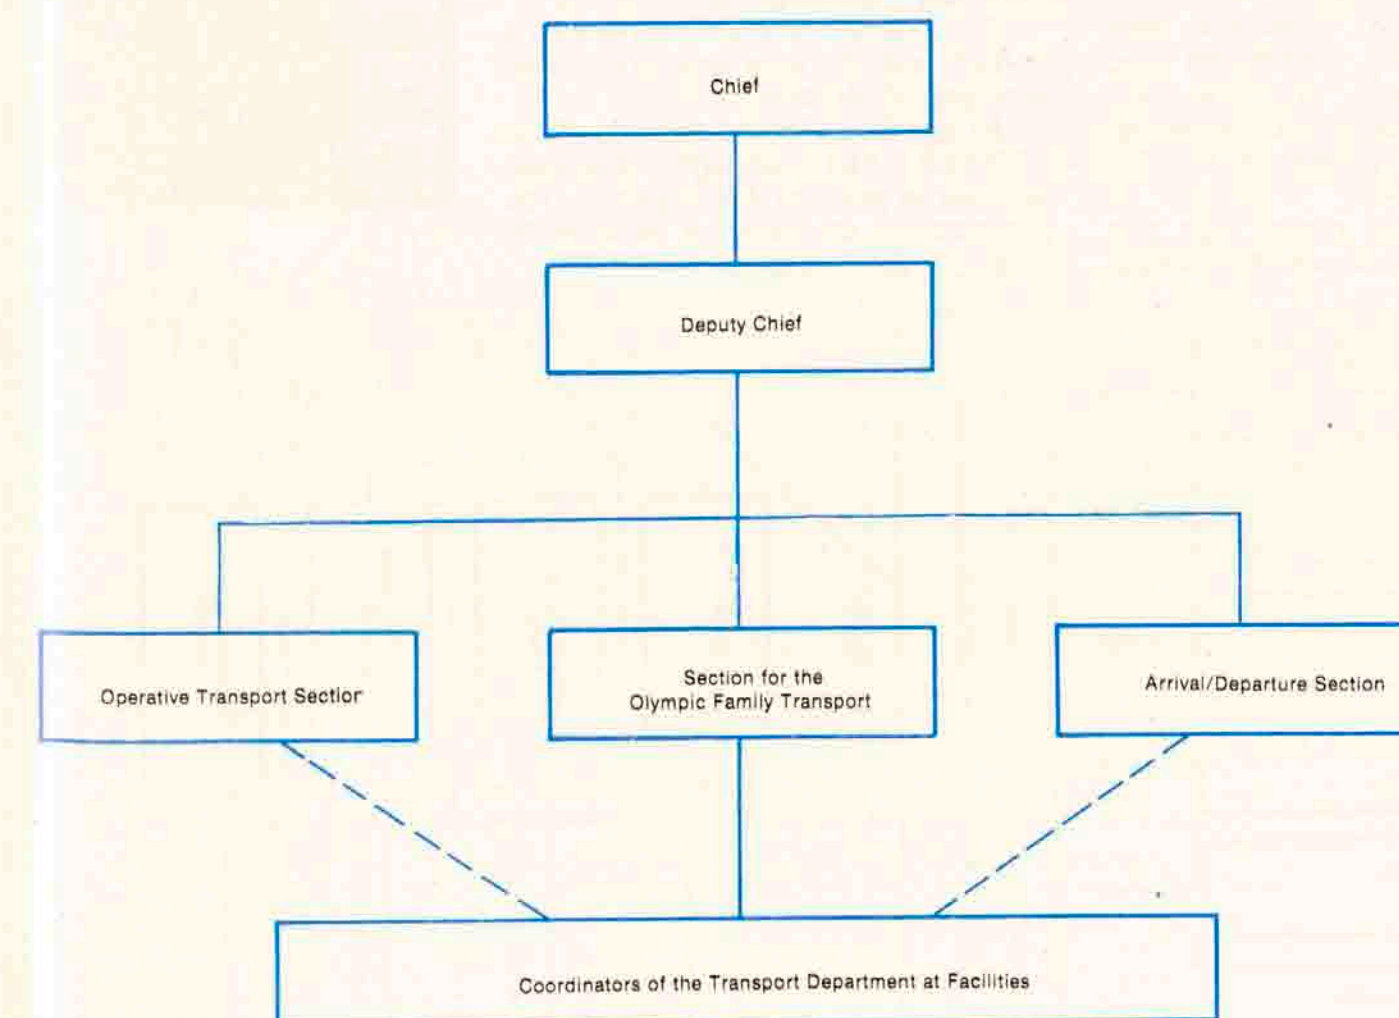 Chief
Deputy Chief
Operative Transport Section
Section for the
Olympic Family Transport
Arrival/Departure Section
Coordinators of the Transport Department at Facilities